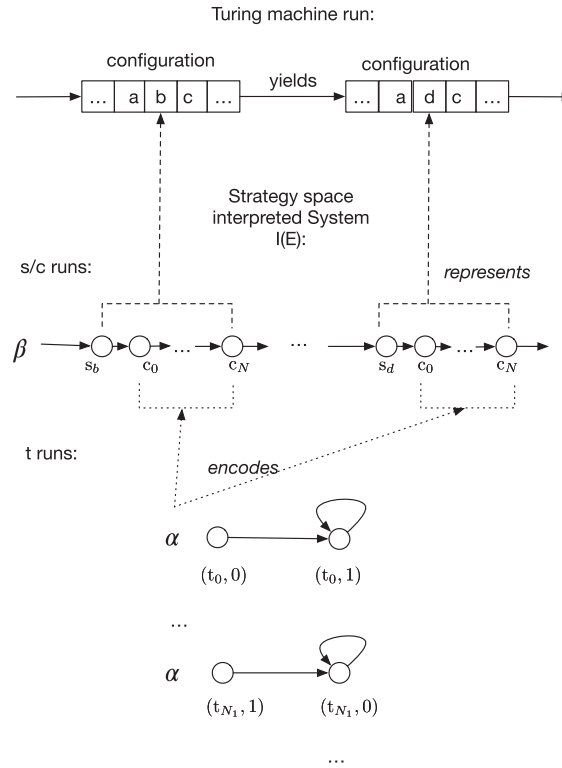 Turing machine run:
configuration
configuration
... a b c ...
yields
... a d c ...
Strategy space
interpreted System
I(E):
s/c runs:
represents
β
...
...
...
s_b c_0 c_N
s_d c_0 c_N
t runs:
encodes
α
(t_0, 0) (t_0, 1)
...
α
(t_{N_1}, 1) (t_{N_1}, 0)
...